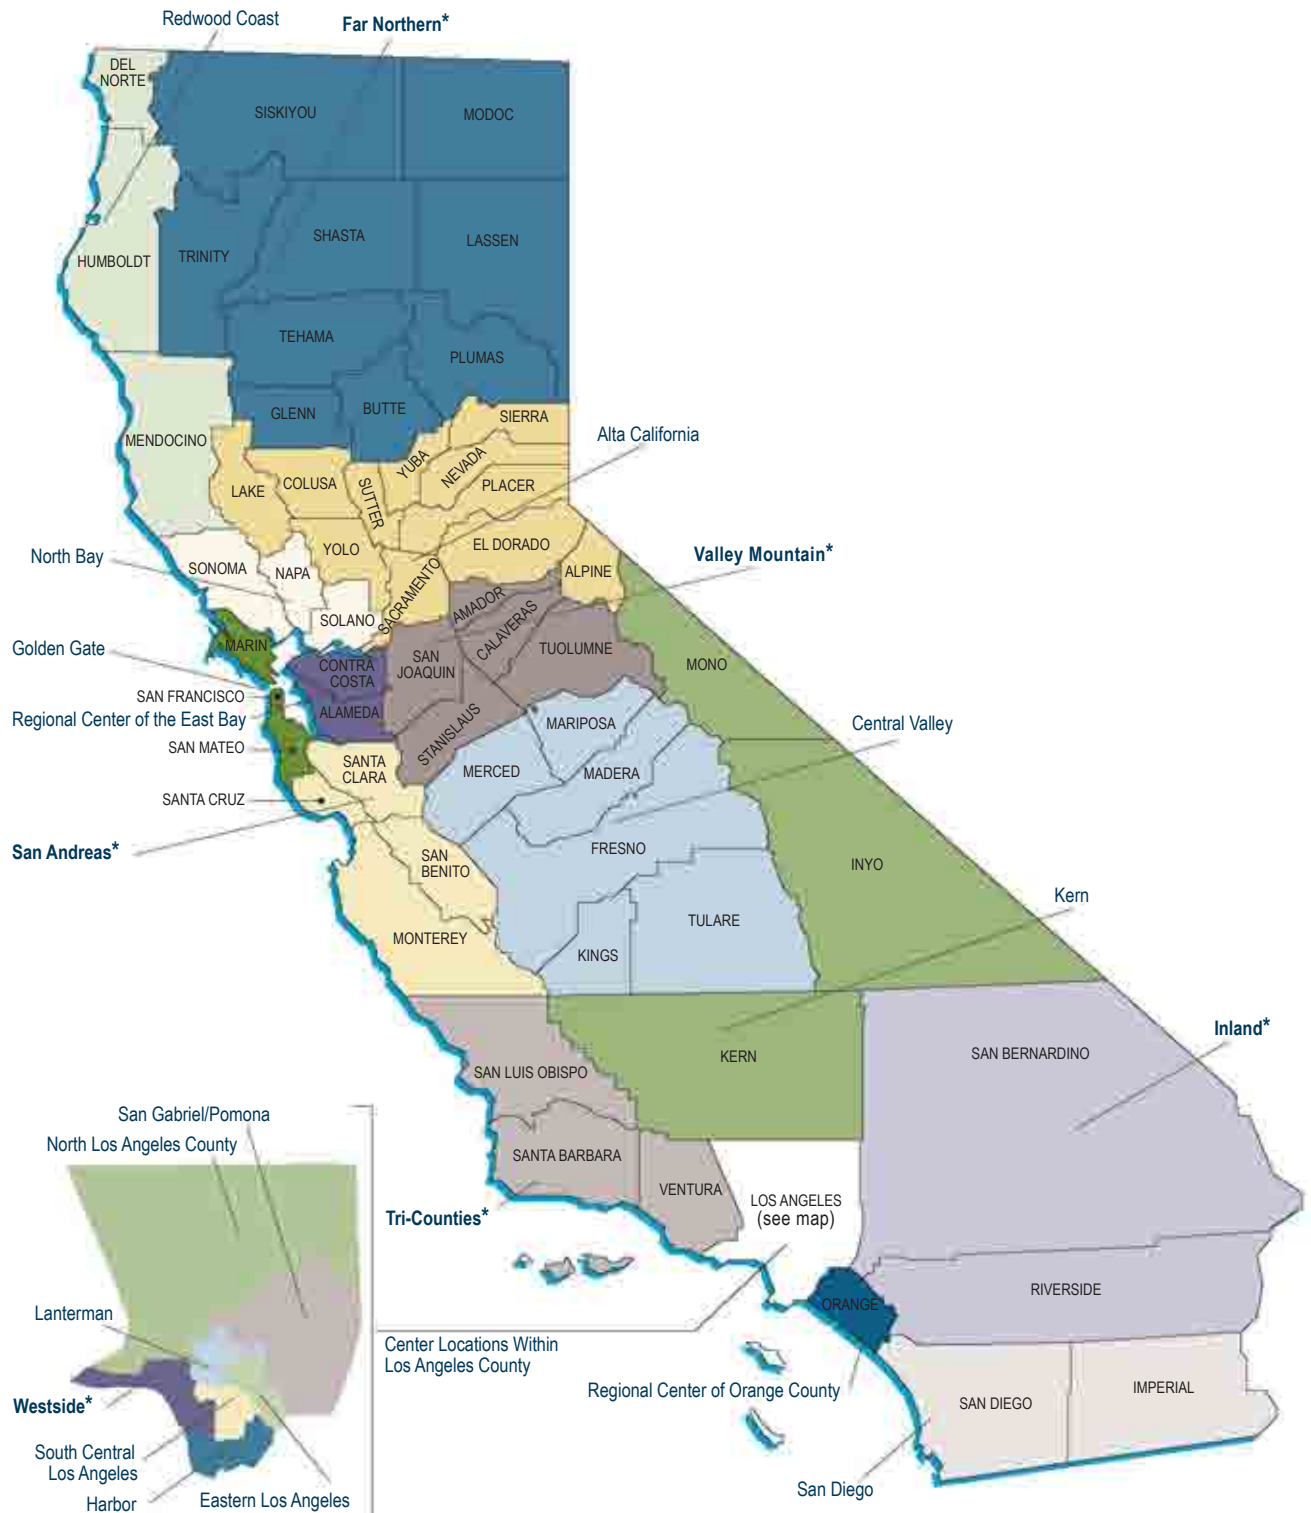 Redwood Coast
Far Northern*
DEL
NORTE
SISKIYOU
MODOC
HUMBOLDT
TRINITY
SHASTA
LASSEN
TEHAMA
PLUMAS
GLENN
BUTTE
SIERRA
MENDOCINO
Alta California
YUBA
NEVADA
LAKE
COLUSA
SUTTER
PLACER
North Bay
SONOMA
NAPA
YOLO
EL DORADO
Valley Mountain*
ALPINE
SACRAMENTO
SOLANO
AMADOR
CALAVERAS
Golden Gate
MARIN
CONTRA
COSTA
SAN
JOAQUIN
TUOLUMNE
MONO
SAN FRANCISCO
Regional Center of the East Bay
ALAMEDA
STANISLAUS
MARIPOSA
Central Valley
SAN MATEO
SANTA
CLARA
MERCED
MADERA
SANTA CRUZ
San Andreas*
SAN
BENITO
FRESNO
INYO
Kern
TULARE
MONTEREY
KINGS
Inland*
KERN
SAN BERNARDINO
SAN LUIS OBISPO
San Gabriel/Pomona
North Los Angeles County
SANTA BARBARA
VENTURA
LOS ANGELES
(see map)
Tri-Counties*
RIVERSIDE
ORANGE
Lanterman
Center Locations Within
Los Angeles County
Regional Center of Orange County
SAN DIEGO
IMPERIAL
Westside*
South Central
Los Angeles
Harbor
Eastern Los Angeles
San Diego